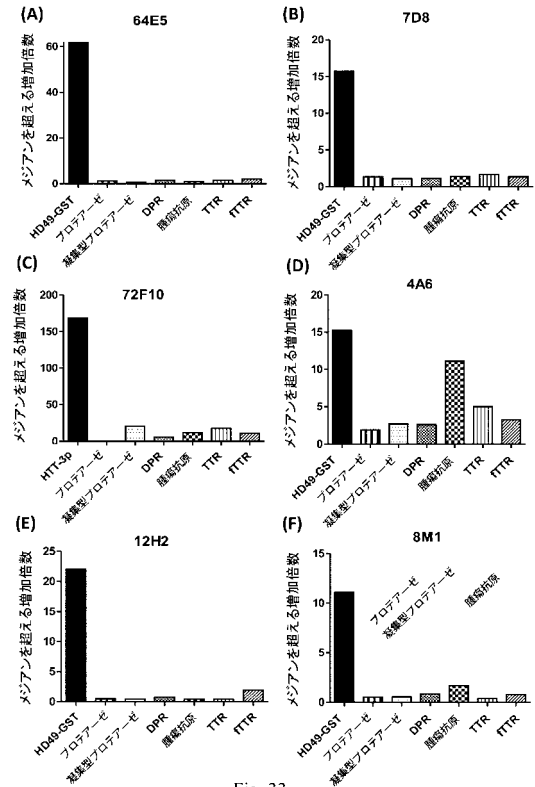 (A)
64E5
メジアンを超える増加倍数
60
40
20
0
HD49-GST
プロテアーゼ
凝集型プロテアーゼ
DPR
腫瘍抗原
TTR
fTTR
(B)
7D8
メジアンを超える増加倍数
20
15
10
5
0
HD49-GST
プロテアーゼ
凝集型プロテアーゼ
DPR
腫瘍抗原
TTR
fTTR
(C)
72F10
メジアンを超える増加倍数
200
150
100
50
0
HTT-3p
プロテアーゼ
凝集型プロテアーゼ
DPR
腫瘍抗原
TTR
fTTR
(D)
4A6
メジアンを超える増加倍数
20
15
10
5
0
HD49-GST
プロテアーゼ
凝集型プロテアーゼ
DPR
腫瘍抗原
TTR
fTTR
(E)
12H2
メジアンを超える増加倍数
25
20
15
10
5
0
HD49-GST
プロテアーゼ
凝集型プロテアーゼ
DPR
腫瘍抗原
TTR
fTTR
(F)
8M1
メジアンを超える増加倍数
15
10
5
0
プロテアーゼ
凝集型プロテアーゼ
腫瘍抗原
HD49-GST
プロテアーゼ
凝集型プロテアーゼ
DPR
腫瘍抗原
TTR
fTTR